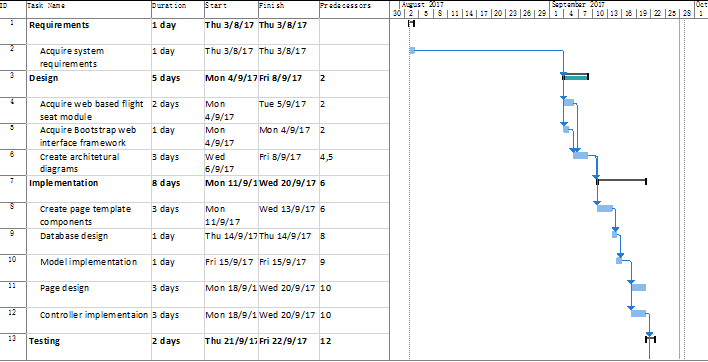 ID Task Name Duration Start Finish Predecessors
August 2017 September 2017 Oct
30 2 5 8 11 14 17 20 23 26 29 1 4 7 10 13 16 19 22 25 28 1
1 Requirements 1 day Thu 3/8/17 Thu 3/8/17
2 Acquire system requirements 1 day Thu 3/8/17 Thu 3/8/17
3 Design 5 days Mon 4/9/17 Fri 8/9/17 2
4 Acquire web based flight seat module 2 days Mon 4/9/17 Tue 5/9/17 2
5 Acquire Bootstrap web interface framework 1 day Mon 4/9/17 Mon 4/9/17 2
6 Create architetural diagrams 3 days Wed 6/9/17 Fri 8/9/17 4,5
7 Implementation 8 days Mon 11/9/1 Wed 20/9/17 6
8 Create page template components 3 days Mon 11/9/17 Wed 13/9/17 6
9 Database design 1 day Thu 14/9/17 Thu 14/9/17 8
10 Model implementation 1 day Fri 15/9/17 Fri 15/9/17 9
11 Page design 3 days Mon 18/9/1 Wed 20/9/17 10
12 Controller implementaion 3 days Mon 18/9/1 Wed 20/9/17 10
13 Testing 2 days Thu 21/9/17 Fri 22/9/17 12